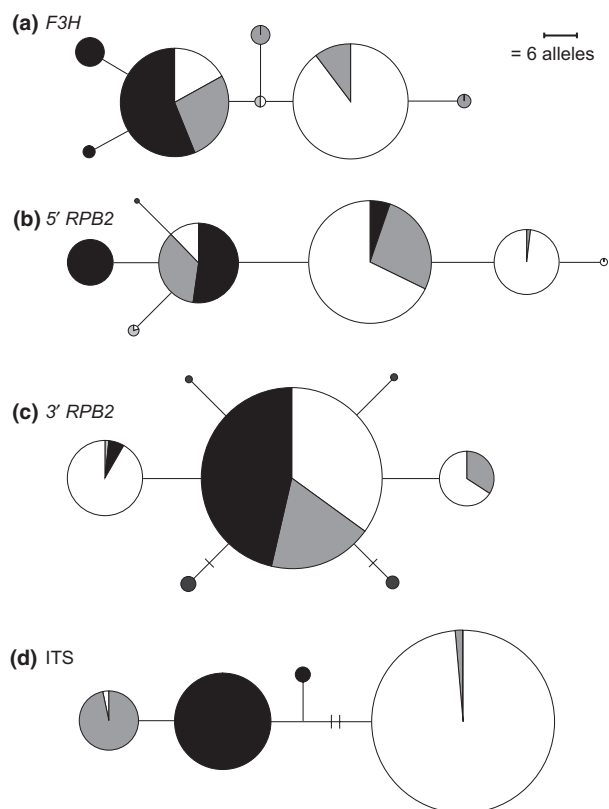 (a) F3H
= 6 alleles
(b) 5′ RPB2
(c) 3′ RPB2
(d) ITS